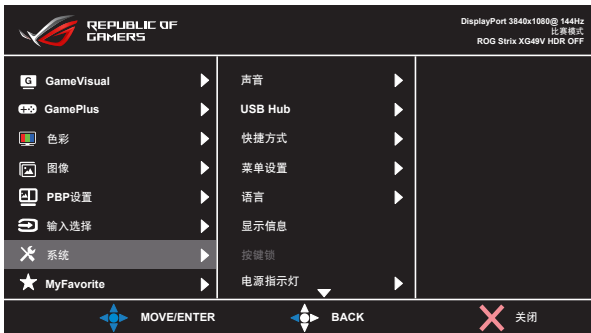 REPUBLIC OF
GAMERS
DisplayPort 3840x1080@ 144Hz
比赛模式
ROG Strix XG49V HDR OFF
G GameVisual
GamePlus
色彩
图像
PBP设置
输入选择
系统
MyFavorite
声音
USB Hub
快捷方式
菜单设置
语言
显示信息
按键锁
电源指示灯
MOVE/ENTER
BACK
关闭